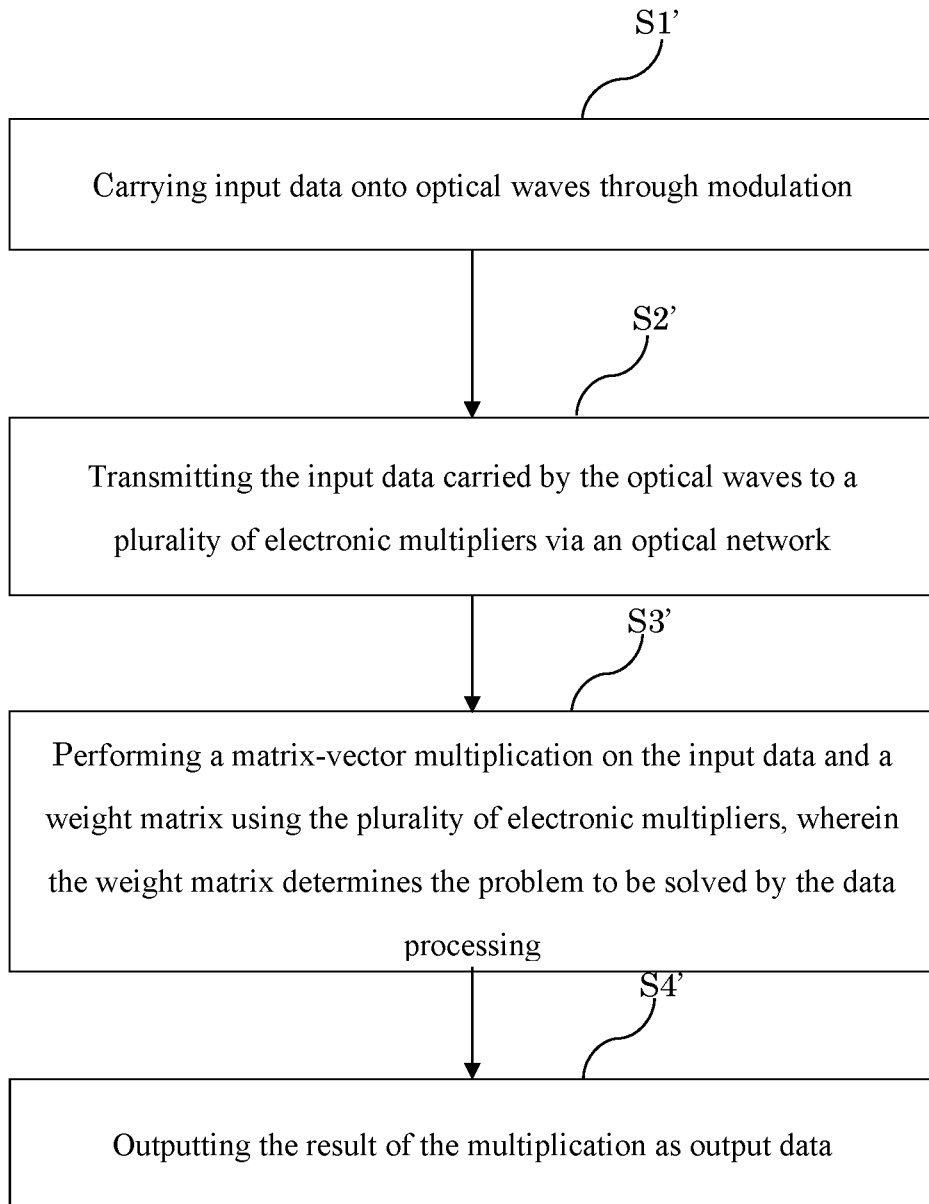 S1’
Carrying input data onto optical waves through modulation
S2’
Transmitting the input data carried by the optical waves to a
plurality of electronic multipliers via an optical network
S3’
Performing a matrix-vector multiplication on the input data and a
weight matrix using the plurality of electronic multipliers, wherein
the weight matrix determines the problem to be solved by the data
processing
S4’
Outputting the result of the multiplication as output data